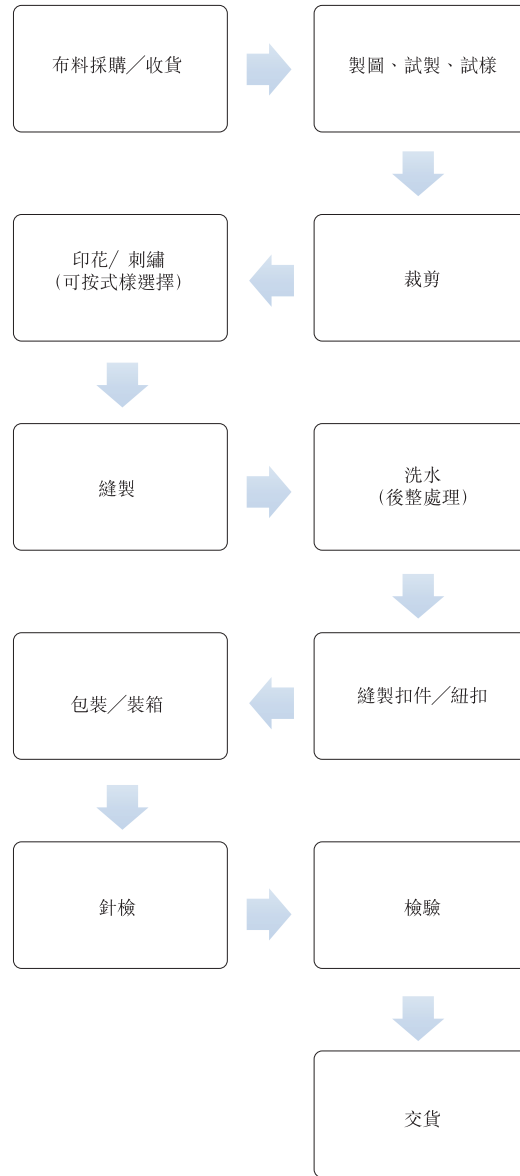 布料採購／收貨
製圖、試製、試樣
裁剪
印花/ 刺繡
(可按式樣選擇)
縫製
洗水
(後整處理)
縫製扣件／紐扣
包裝／裝箱
針檢
檢驗
交貨